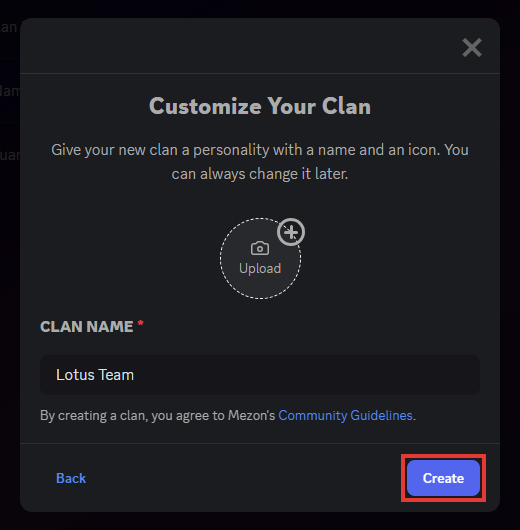 Customize Your Clan
Give your new clan a personality with a name and an icon. You
can always change it later.
Upload
CLAN NAME *
Lotus Team
By creating a clan, you agree to Mezon's Community Guidelines.
Back
Create